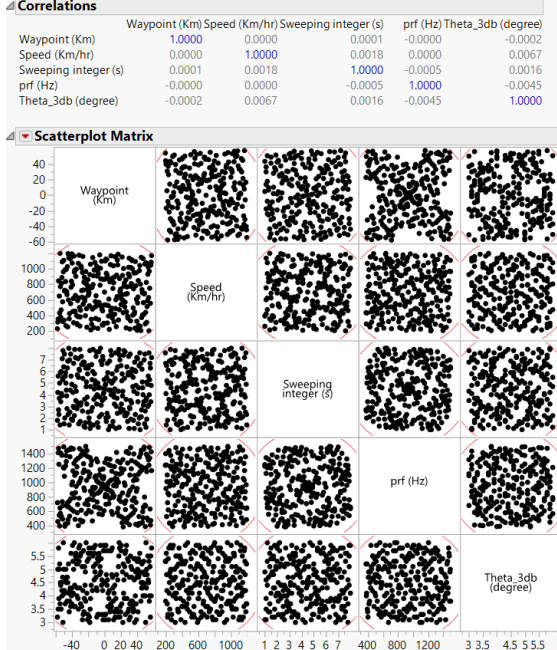 Correlations
Waypoint (Km) Speed (Km/hr) Sweeping integer (s) prf (Hz) Theta_3db (degree)
Waypoint (Km) 1.0000 0.0000 0.0001 -0.0000 -0.0002
Speed (Km/hr) 0.0000 1.0000 0.0018 0.0000 0.0067
Sweeping integer (s) 0.0001 0.0018 1.0000 -0.0005 0.0016
prf (Hz) -0.0000 0.0000 -0.0005 1.0000 -0.0045
Theta_3db (degree) -0.0002 0.0067 0.0016 -0.0045 1.0000
Scatterplot Matrix
40
20
0
-20
-40
-60
Waypoint
(Km)
1000
800
600
400
200
Speed
(Km/hr)
7
6
5
4
3
2
1
Sweeping
integer (s)
1400
1200
1000
800
600
400
prf (Hz)
5.5
5
4.5
4
3.5
3
Theta_3db
(degree)
-40 0 20 40 200 600 1000 1 2 3 4 5 6 7 400 800 1200 3 3.5 4.5 5 5.5